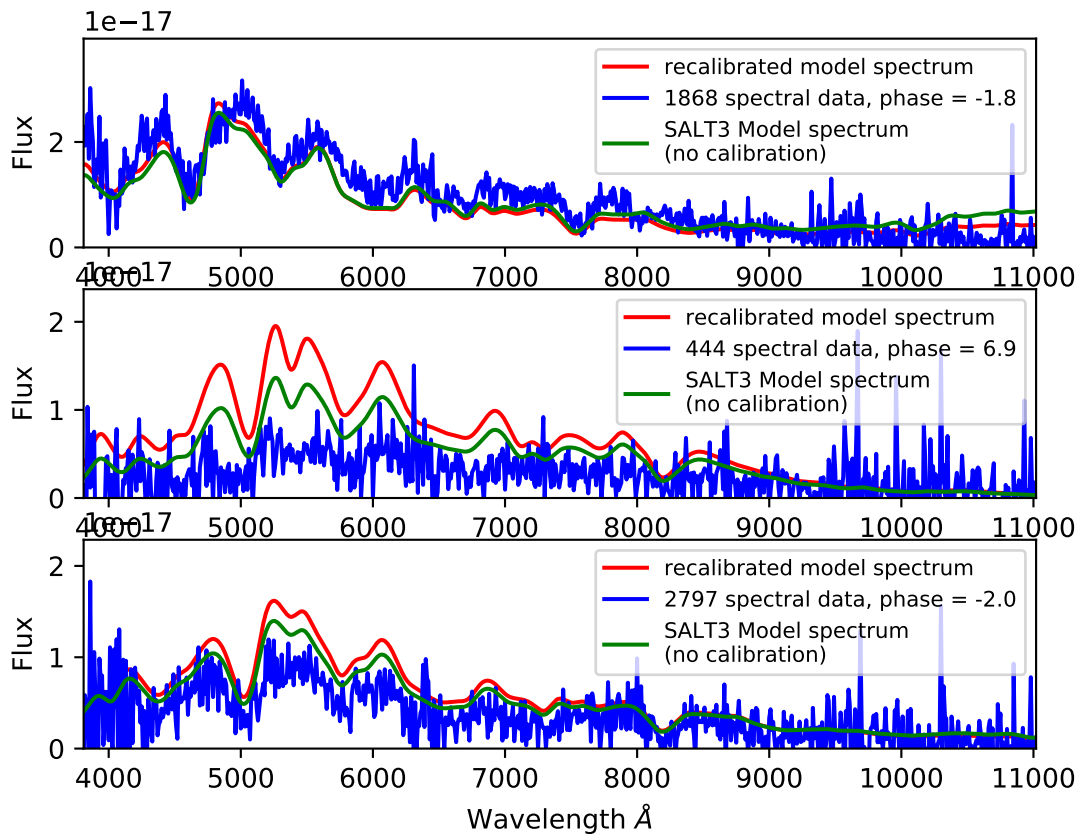 1e−17
Flux
2
0
recalibrated model spectrum
1868 spectral data, phase = -1.8
SALT3 Model spectrum
(no calibration)
4000 5000 6000 7000 8000 9000 10000 11000
1e−17
Flux
2
1
0
recalibrated model spectrum
444 spectral data, phase = 6.9
SALT3 Model spectrum
(no calibration)
4000 5000 6000 7000 8000 9000 10000 11000
1e−17
Flux
2
1
0
recalibrated model spectrum
2797 spectral data, phase = -2.0
SALT3 Model spectrum
(no calibration)
4000 5000 6000 7000 8000 9000 10000 11000
Wavelength Å